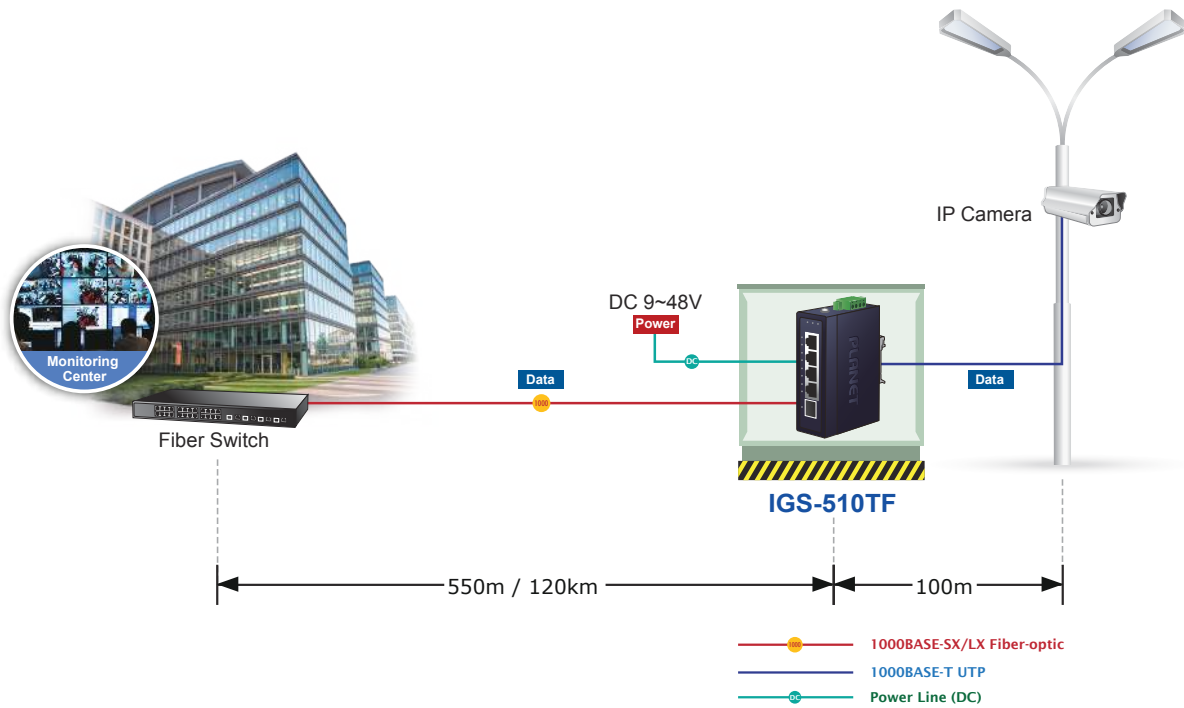 IP Camera
DC 9~48V
Power
DC
PLANET
Monitoring
Center
Data
Data
1000
Fiber Switch
IGS-510TF
550m / 120km
100m
1000
1000BASE-SX/LX Fiber-optic
1000BASE-T UTP
DC
Power Line (DC)